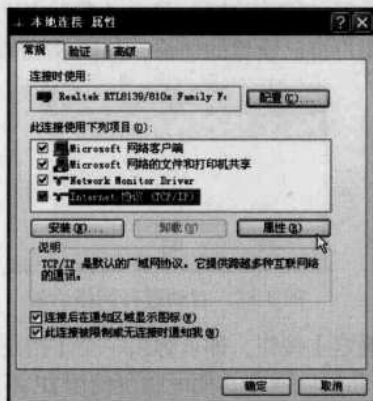 本地连接 属性
常规 验证 高级
连接时使用:
Realtek RTL8139/810x Family F
配置(C)...
此连接使用下列项目(O):
Microsoft 网络客户端
Microsoft 网络的文件和打印机共享
Network Monitor Driver
Internet 协议 (TCP/IP)
安装(N)... 卸载(U) 属性(R)
说明
TCP/IP 是默认的广域网协议。它提供跨越多种互联网络
的通讯。
连接后在通知区域显示图标(W)
此连接被限制或无连接时通知我(M)
确定 取消